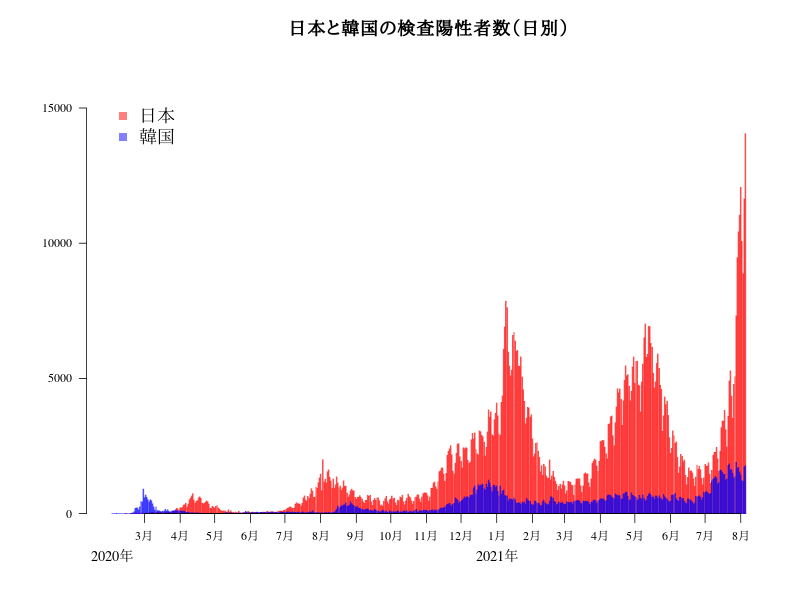 日本と韓国の検査陽性者数（日別）
15000
10000
5000
0
日本
韓国
3月 4月 5月 6月 7月 8月 9月 10月 11月 12月 1月 2月 3月 4月 5月 6月 7月 8月
2020年 2021年